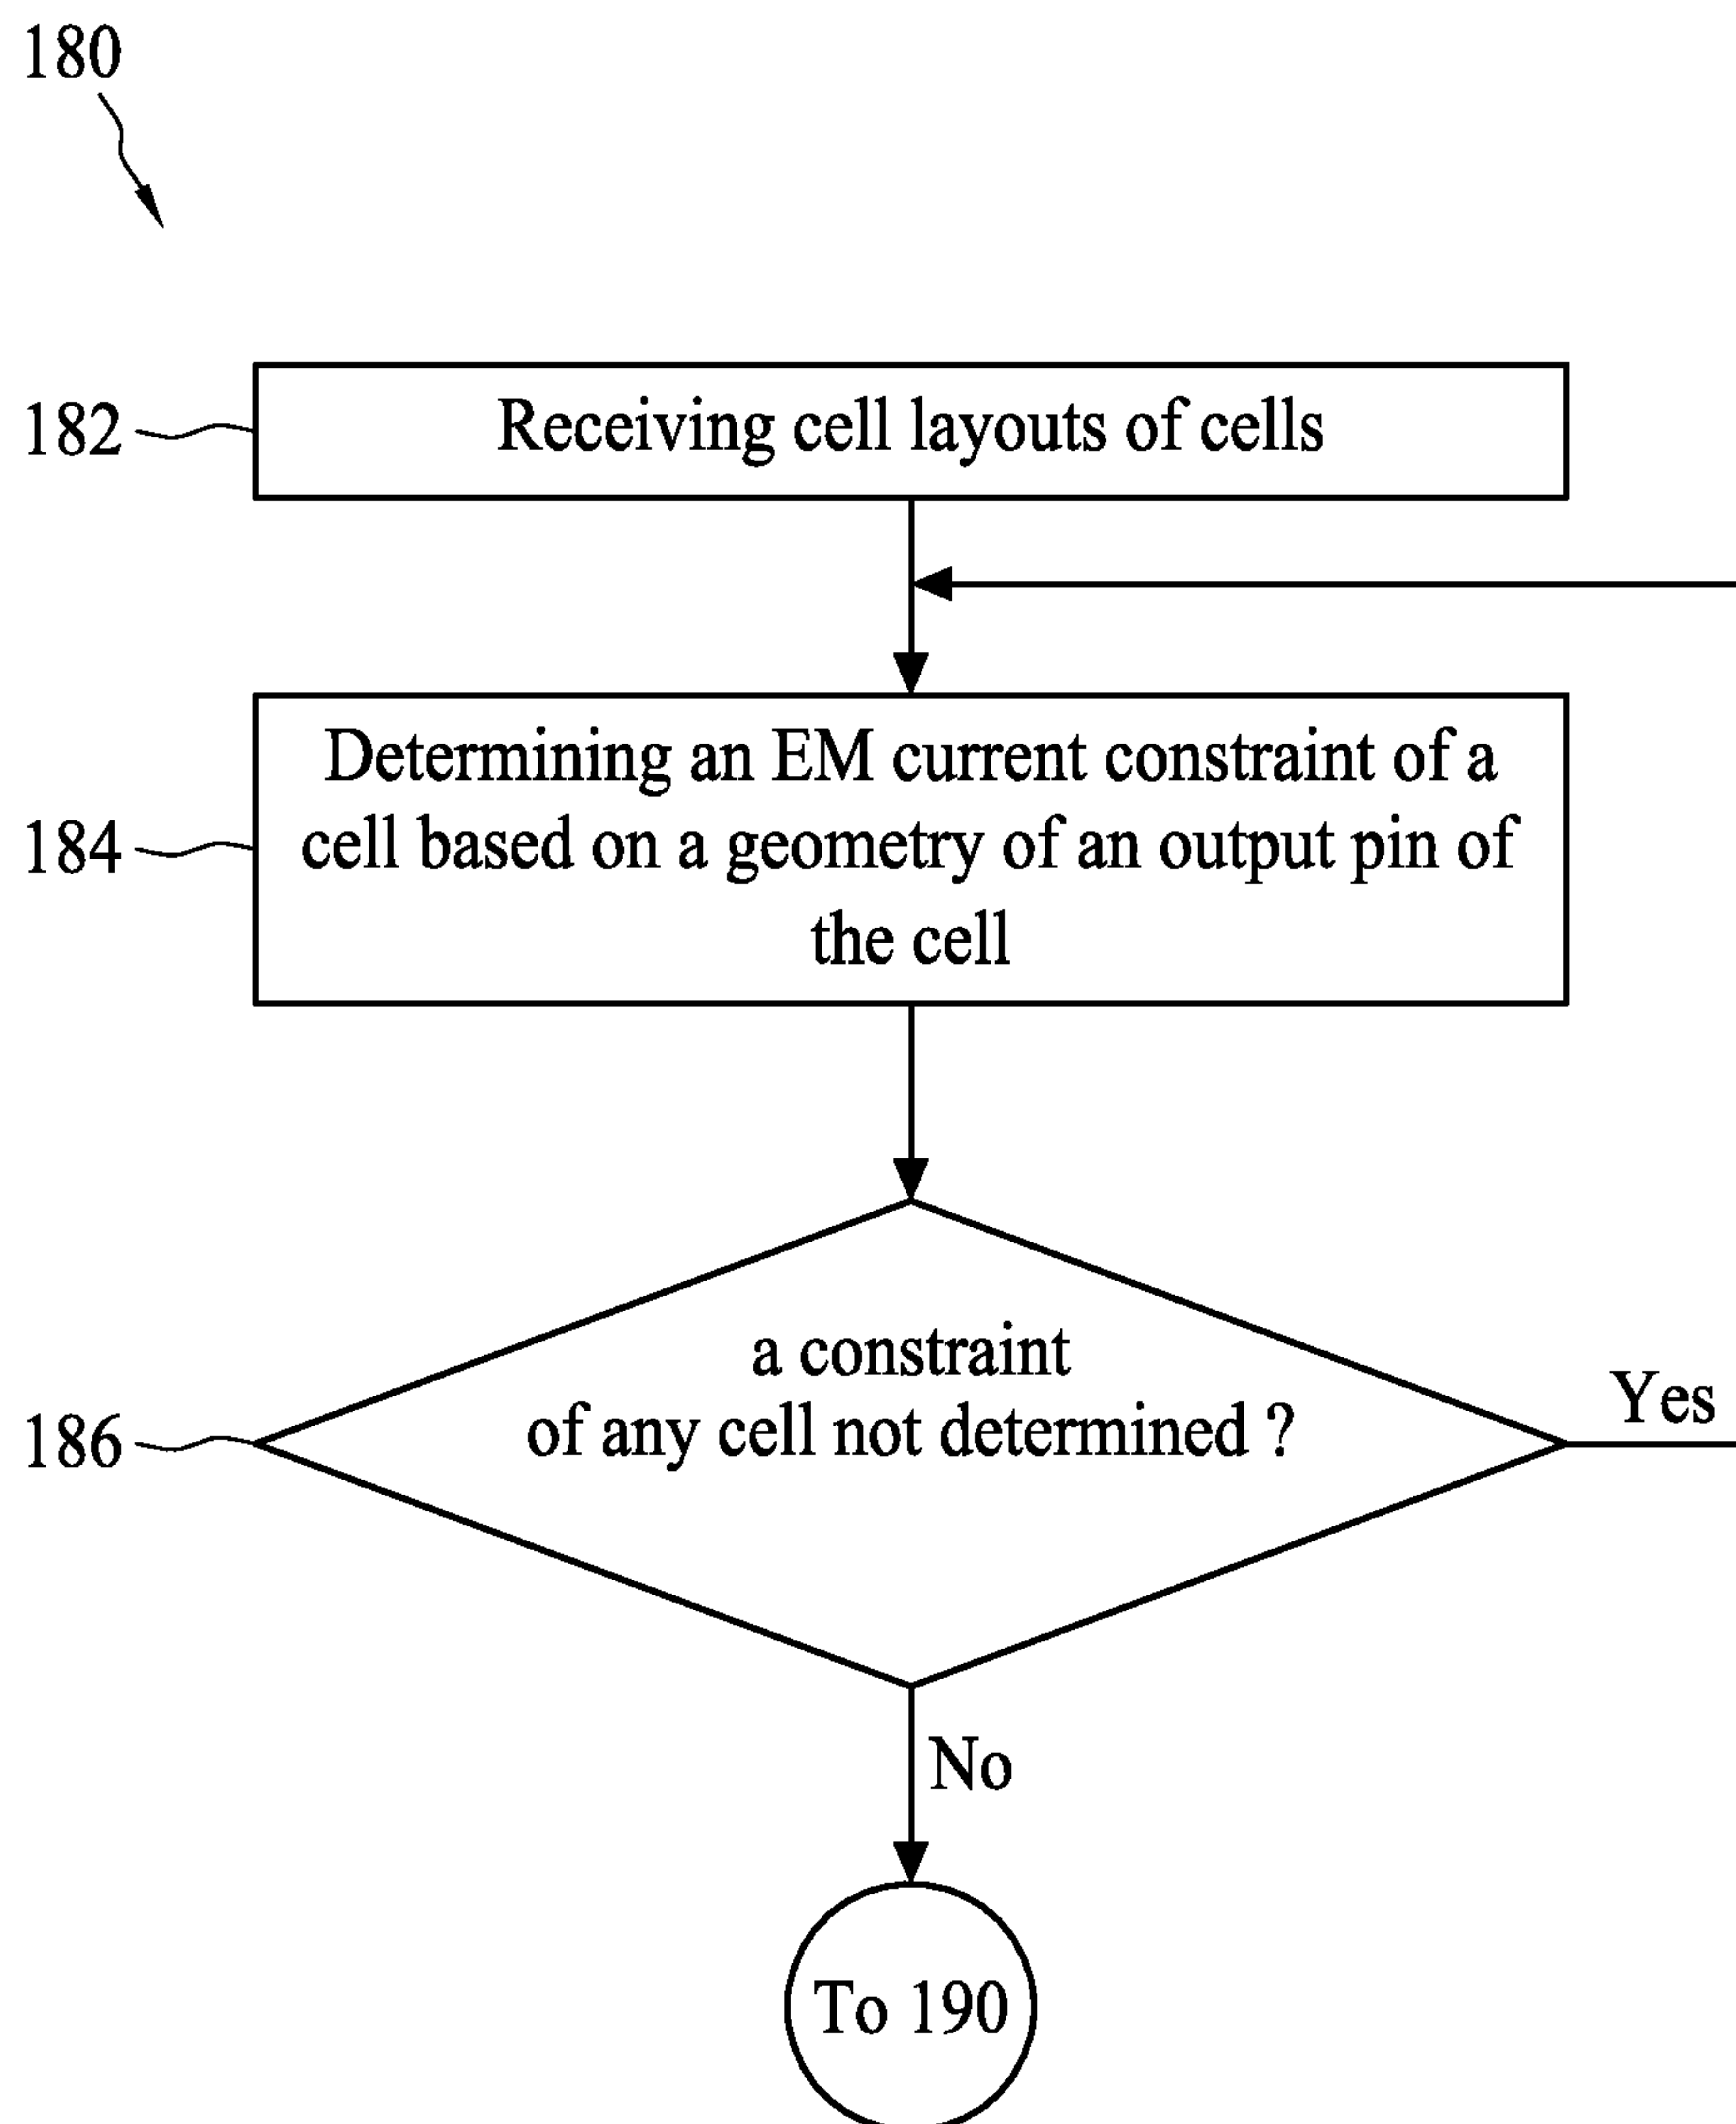 180
182
Receiving cell layouts of cells
184
Determining an EM current constraint of a
cell based on a geometry of an output pin of
the cell
186
a constraint
of any cell not determined ?
Yes
No
To 190